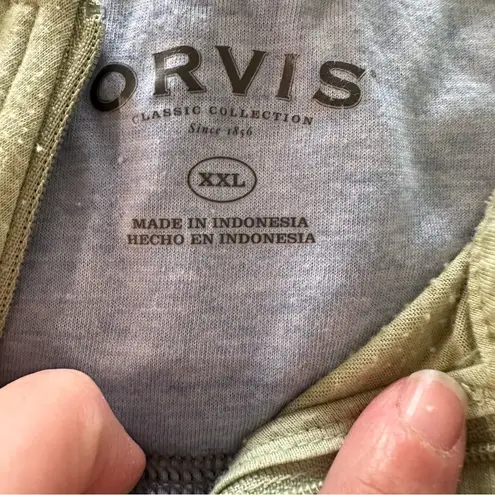 ORVIS
CLASSIC COLLECTION
Since 1856
XXL
MADE IN INDONESIA
HECHO EN INDONESIA